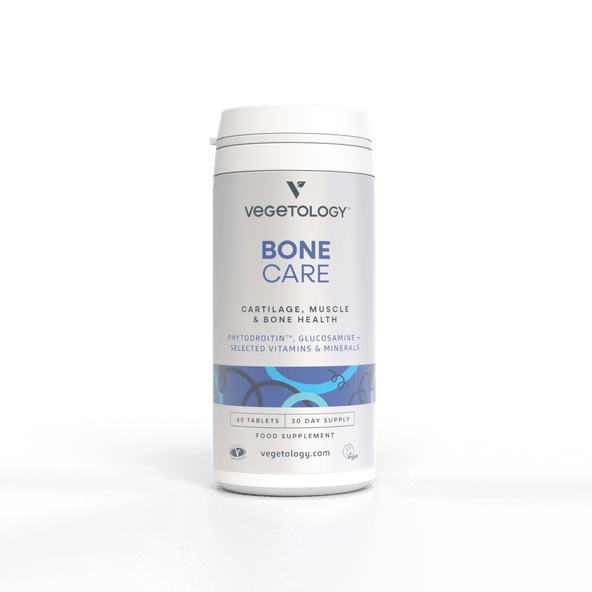 VEGETOLOGY™
BONE
CARE
CARTILAGE, MUSCLE
& BONE HEALTH
PHYTODROITIN™, GLUCOSAMINE +
SELECTED VITAMINS & MINERALS
60 TABLETS
30 DAY SUPPLY
FOOD SUPPLEMENT
vegetology.com